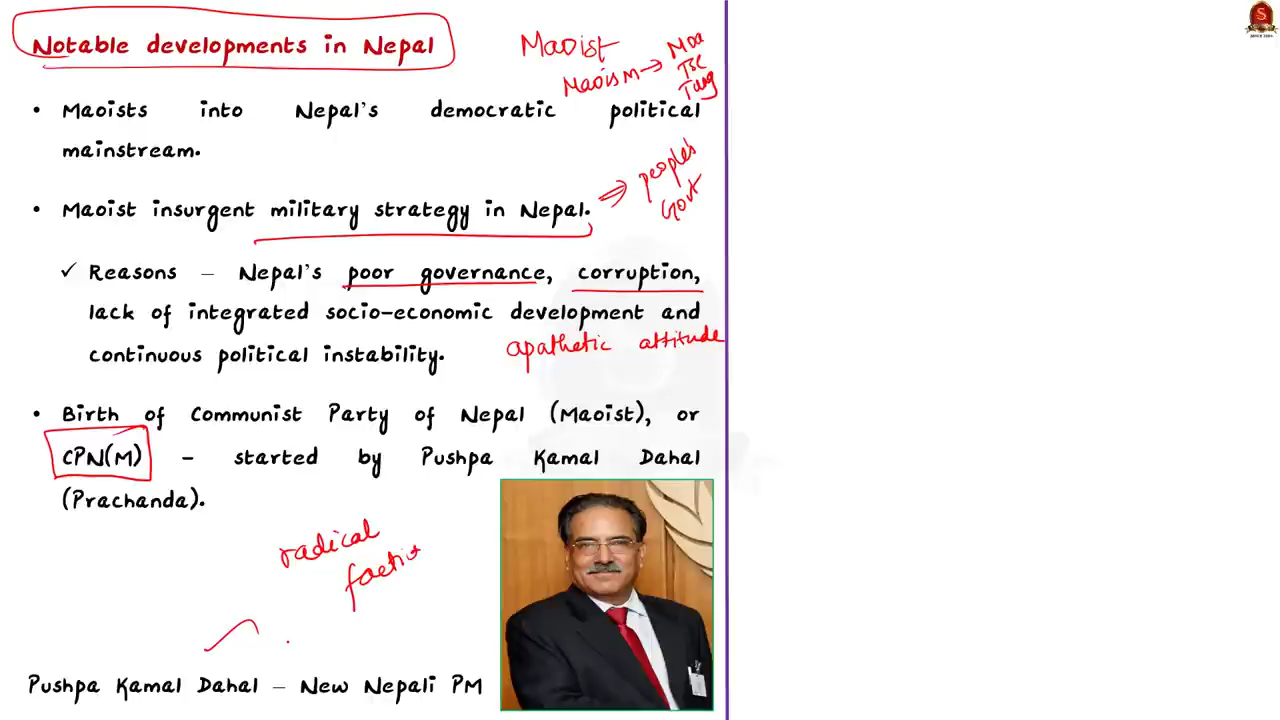 Notable developments in Nepal
Maoist
Maoism → Moa
Tse
Tung
• Maoists into Nepal's democratic political
mainstream.
• Maoist insurgent military strategy in Nepal.
⇒ people's
Govt
✓ Reasons – Nepal's poor governance, corruption,
lack of integrated socio-economic development and
continuous political instability.
apathetic attitude
• Birth of Communist Party of Nepal (Maoist), or
CPN(M) - started by Pushpa Kamal Dahal
(Prachanda).
radical
Pushpa Kamal Dahal – New Nepali PM